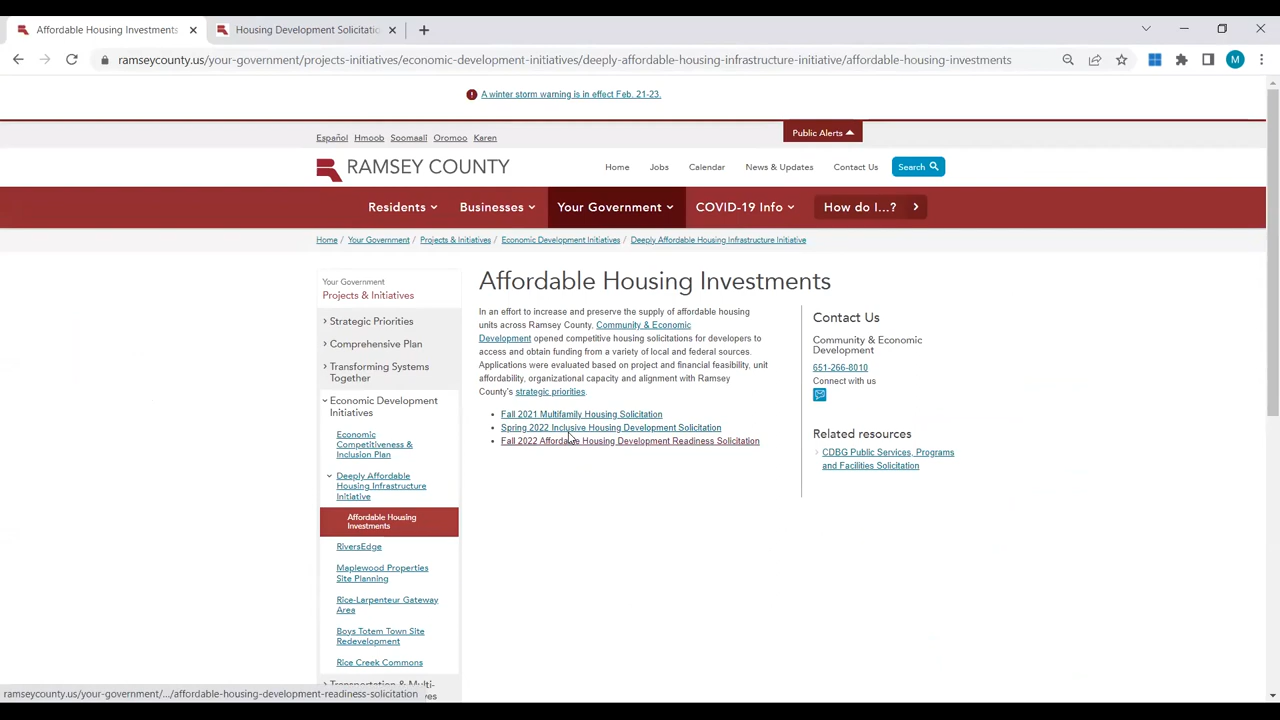 Affordable Housing Investments
Housing Development Solicitatio
ramseycounty.us/your-government/projects-initiatives/economic-development-initiatives/deeply-affordable-housing-infrastructure-initiative/affordable-housing-investments
M
A winter storm warning is in effect Feb. 21-23.
Español Hmoob Soomaali Oromoo Karen
Public Alerts
RAMSEY COUNTY
Home Jobs Calendar News & Updates Contact Us Search
Residents Businesses Your Government COVID-19 Info How do I...?
Home / Your Government / Projects & Initiatives / Economic Development Initiatives / Deeply Affordable Housing Infrastructure Initiative
Your Government
Projects & Initiatives
Strategic Priorities
Comprehensive Plan
Transforming Systems
Together
Economic Development
Initiatives
Economic
Competitiveness &
Inclusion Plan
Deeply Affordable
Housing Infrastructure
Initiative
Affordable Housing
Investments
RiversEdge
Maplewood Properties
Site Planning
Rice-Larpenteur Gateway
Area
Boys Totem Town Site
Redevelopment
Rice Creek Commons
Transportation & Multi-
ves
Affordable Housing Investments
In an effort to increase and preserve the supply of affordable housing
units across Ramsey County, Community & Economic
Development opened competitive housing solicitations for developers to
access and obtain funding from a variety of local and federal sources.
Applications were evaluated based on project and financial feasibility, unit
affordability, organizational capacity and alignment with Ramsey
County's strategic priorities.
• Fall 2021 Multifamily Housing Solicitation
• Spring 2022 Inclusive Housing Development Solicitation
• Fall 2022 Affordable Housing Development Readiness Solicitation
Contact Us
Community & Economic
Development
651-266-8010
Connect with us
Related resources
CDBG Public Services, Programs
and Facilities Solicitation
ramseycounty.us/your-government/.../affordable-housing-development-readiness-solicitation